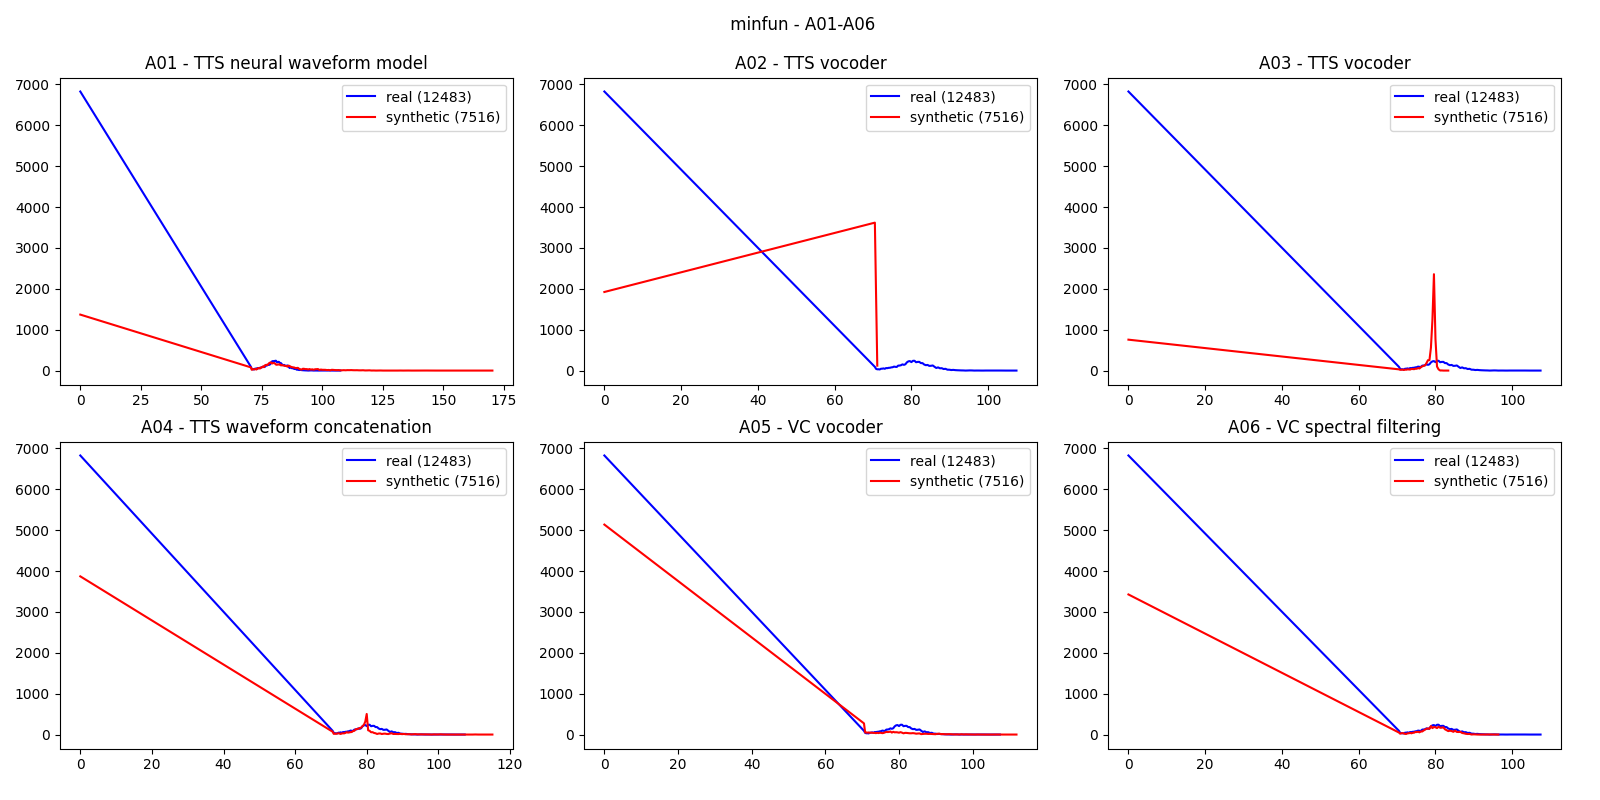 minfun - A01-A06
A01 - TTS neural waveform model
7000
6000
5000
4000
3000
2000
1000
0
real (12483)
synthetic (7516)
0 25 50 75 100 125 150 175
A02 - TTS vocoder
7000
6000
5000
4000
3000
2000
1000
0
real (12483)
synthetic (7516)
0 20 40 60 80 100
A03 - TTS vocoder
7000
6000
5000
4000
3000
2000
1000
0
real (12483)
synthetic (7516)
0 20 40 60 80 100
A04 - TTS waveform concatenation
7000
6000
5000
4000
3000
2000
1000
0
real (12483)
synthetic (7516)
0 20 40 60 80 100 120
A05 - VC vocoder
7000
6000
5000
4000
3000
2000
1000
0
real (12483)
synthetic (7516)
0 20 40 60 80 100
A06 - VC spectral filtering
7000
6000
5000
4000
3000
2000
1000
0
real (12483)
synthetic (7516)
0 20 40 60 80 100